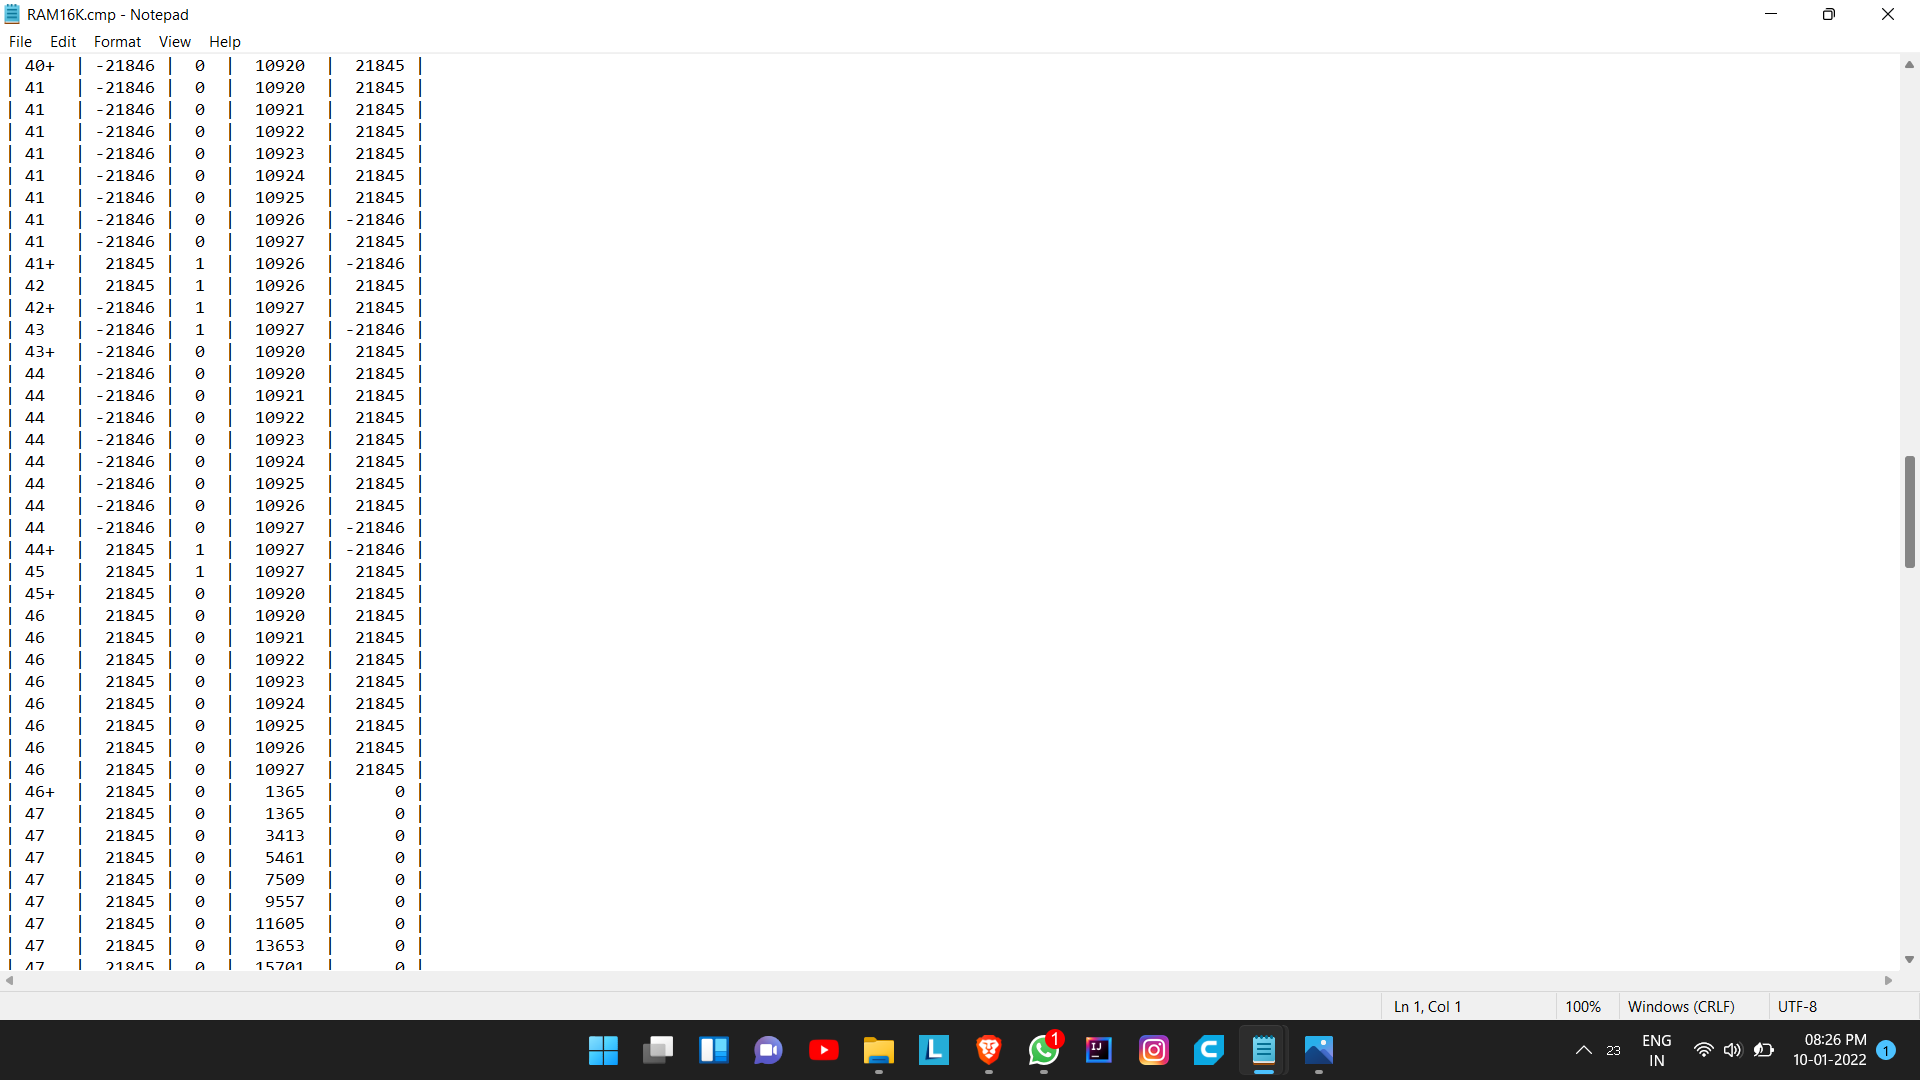 RAM16K.cmp - Notepad
File Edit Format View Help
| 40+ | -21846 | 0 | 10920 | 21845 |
| 41 | -21846 | 0 | 10920 | 21845 |
| 41 | -21846 | 0 | 10921 | 21845 |
| 41 | -21846 | 0 | 10922 | 21845 |
| 41 | -21846 | 0 | 10923 | 21845 |
| 41 | -21846 | 0 | 10924 | 21845 |
| 41 | -21846 | 0 | 10925 | 21845 |
| 41 | -21846 | 0 | 10926 | -21846 |
| 41 | -21846 | 0 | 10927 | 21845 |
| 41+ | 21845 | 1 | 10926 | -21846 |
| 42 | 21845 | 1 | 10926 | 21845 |
| 42+ | -21846 | 1 | 10927 | 21845 |
| 43 | -21846 | 1 | 10927 | -21846 |
| 43+ | -21846 | 0 | 10920 | 21845 |
| 44 | -21846 | 0 | 10920 | 21845 |
| 44 | -21846 | 0 | 10921 | 21845 |
| 44 | -21846 | 0 | 10922 | 21845 |
| 44 | -21846 | 0 | 10923 | 21845 |
| 44 | -21846 | 0 | 10924 | 21845 |
| 44 | -21846 | 0 | 10925 | 21845 |
| 44 | -21846 | 0 | 10926 | 21845 |
| 44 | -21846 | 0 | 10927 | -21846 |
| 44+ | 21845 | 1 | 10927 | -21846 |
| 45 | 21845 | 1 | 10927 | 21845 |
| 45+ | 21845 | 0 | 10920 | 21845 |
| 46 | 21845 | 0 | 10920 | 21845 |
| 46 | 21845 | 0 | 10921 | 21845 |
| 46 | 21845 | 0 | 10922 | 21845 |
| 46 | 21845 | 0 | 10923 | 21845 |
| 46 | 21845 | 0 | 10924 | 21845 |
| 46 | 21845 | 0 | 10925 | 21845 |
| 46 | 21845 | 0 | 10926 | 21845 |
| 46 | 21845 | 0 | 10927 | 21845 |
| 46+ | 21845 | 0 | 1365 | 0 |
| 47 | 21845 | 0 | 1365 | 0 |
| 47 | 21845 | 0 | 3413 | 0 |
| 47 | 21845 | 0 | 5461 | 0 |
| 47 | 21845 | 0 | 7509 | 0 |
| 47 | 21845 | 0 | 9557 | 0 |
| 47 | 21845 | 0 | 11605 | 0 |
| 47 | 21845 | 0 | 13653 | 0 |
| 47 | 21845 | 0 | 15701 | 0 |
Ln 1, Col 1 100% Windows (CRLF) UTF-8
L 1 IJ 23 ENG IN 08:26 PM 10-01-2022 1